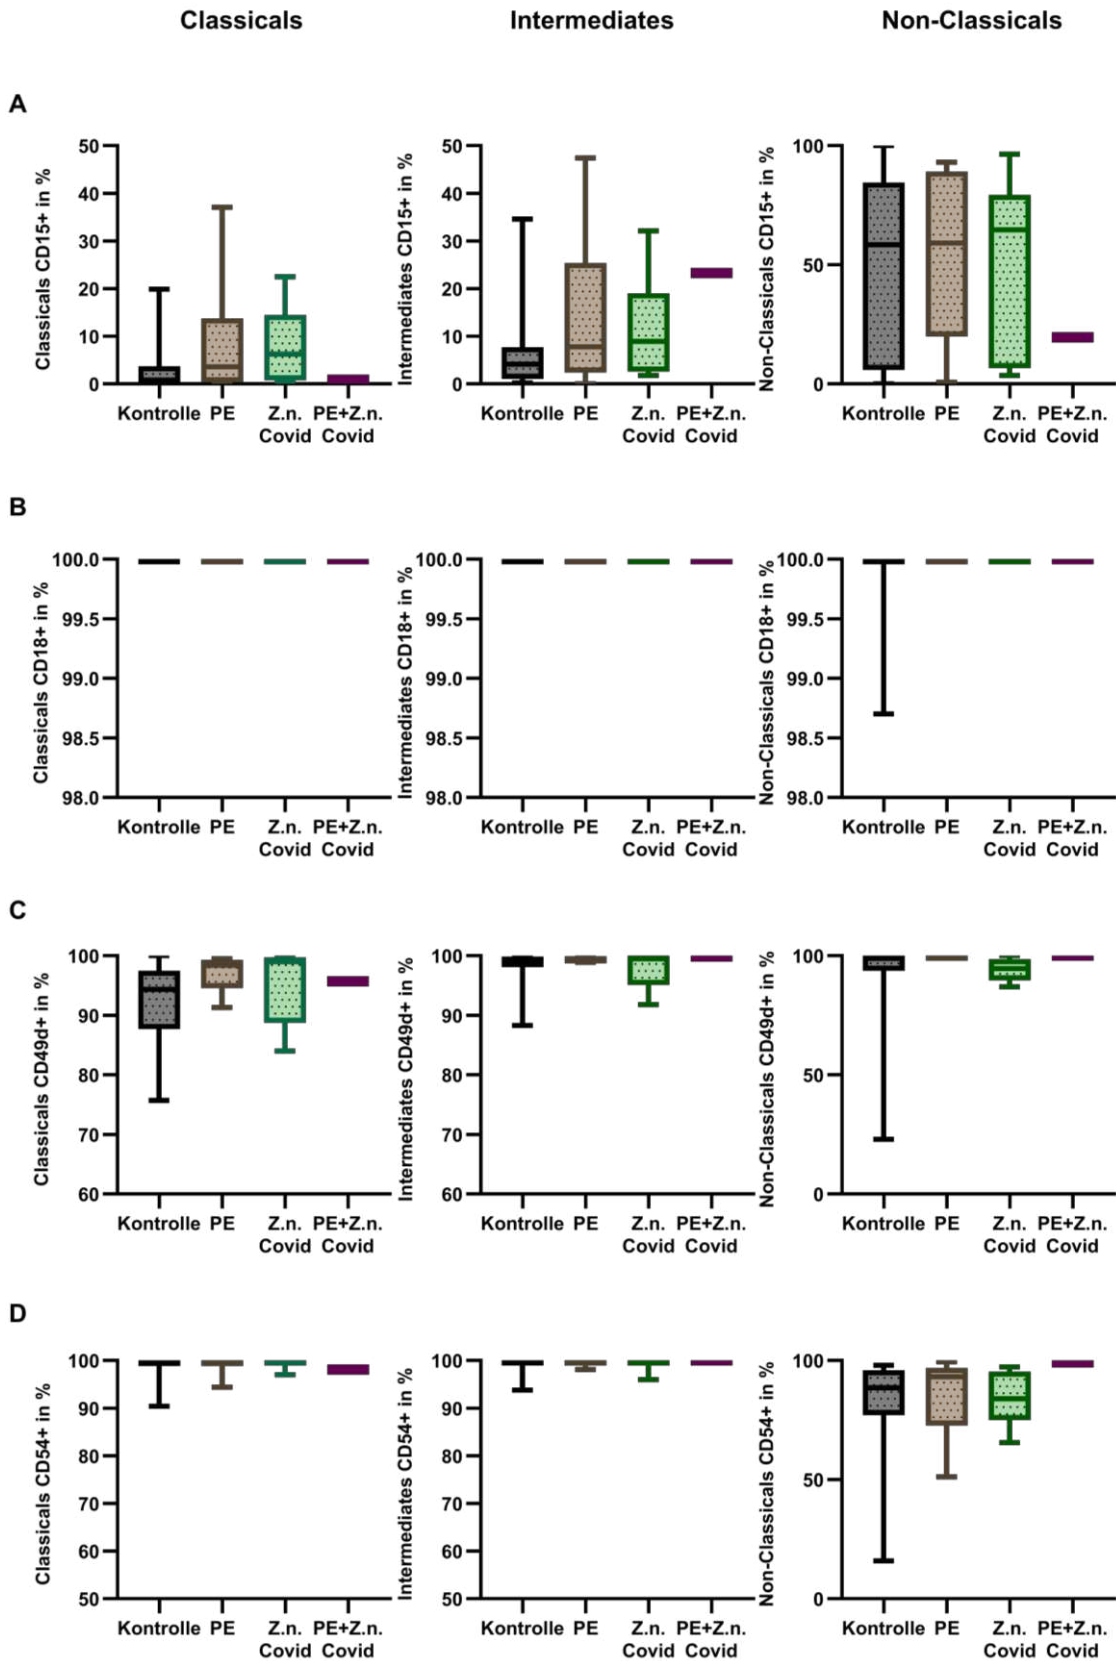 Classicals Intermediates Non-Classicals
A
Classicals CD15+ in %
50
40
30
20
10
0
Kontrolle PE Z.n. PE+Z.n.
Covid Covid
Intermediates CD15+ in %
50
40
30
20
10
0
Kontrolle PE Z.n. PE+Z.n.
Covid Covid
Non-Classicals CD15+ in %
100
50
0
Kontrolle PE Z.n. PE+Z.n.
Covid Covid
B
Classicals CD18+ in %
100.0
99.5
99.0
98.5
98.0
Kontrolle PE Z.n. PE+Z.n.
Covid Covid
Intermediates CD18+ in %
100.0
99.5
99.0
98.5
98.0
Kontrolle PE Z.n. PE+Z.n.
Covid Covid
Non-Classicals CD18+ in %
100.0
99.5
99.0
98.5
98.0
Kontrolle PE Z.n. PE+Z.n.
Covid Covid
C
Classicals CD49d+ in %
100
90
80
70
60
Kontrolle PE Z.n. PE+Z.n.
Covid Covid
Intermediates CD49d+ in %
100
90
80
70
60
Kontrolle PE Z.n. PE+Z.n.
Covid Covid
Non-Classicals CD49d+ in %
100
50
0
Kontrolle PE Z.n. PE+Z.n.
Covid Covid
D
Classicals CD54+ in %
100
90
80
70
60
50
Kontrolle PE Z.n. PE+Z.n.
Covid Covid
Intermediates CD54+ in %
100
90
80
70
60
50
Kontrolle PE Z.n. PE+Z.n.
Covid Covid
Non-Classicals CD54+ in %
100
50
0
Kontrolle PE Z.n. PE+Z.n.
Covid Covid